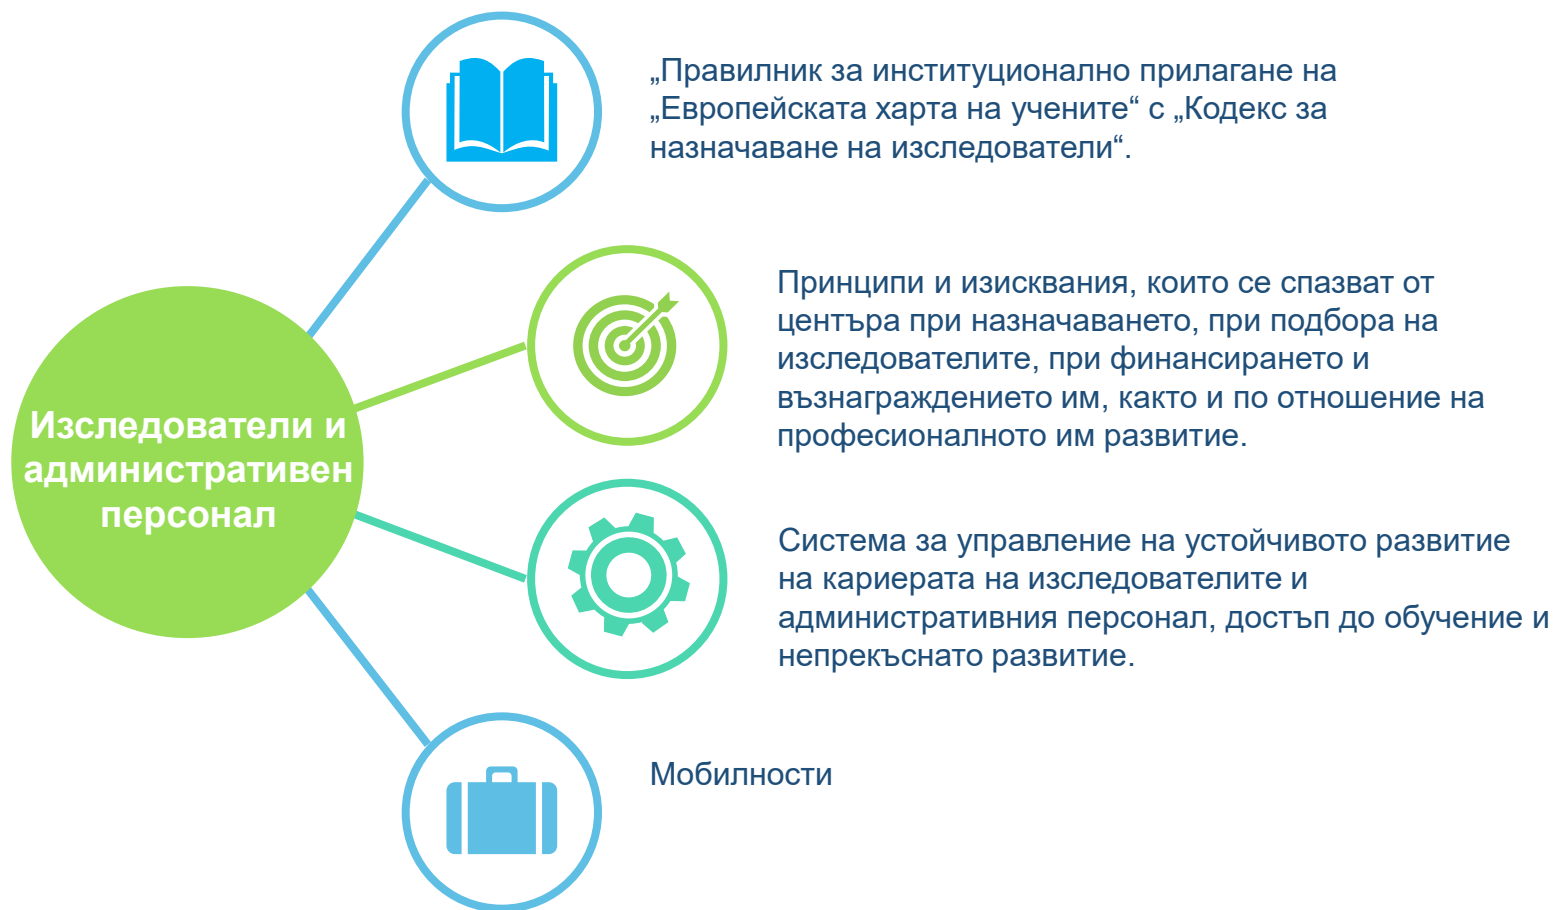 „Правилник за институционално прилагане на
„Европейската харта на учените“ с „Кодекс за
назначаване на изследователи“.
Принципи и изисквания, които се спазват от
центъра при назначаването, при подбора на
изследователите, при финансирането и
възнаграждението им, както и по отношение на
професионалното им развитие.
Изследователи и
административен
персонал
Система за управление на устойчивото развитие
на кариерата на изследователите и
административния персонал, достъп до обучение и
непрекъснато развитие.
Мобилности